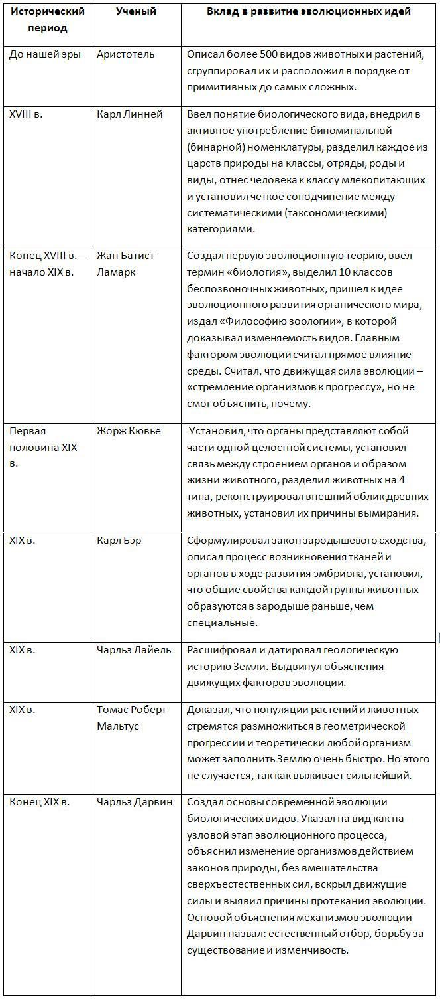 Исторический период
Ученый
Вклад в развитие эволюционных идей
До нашей эры
Аристотель
Описал более 500 видов животных и растений,
сгруппировал их и расположил в порядке от
примитивных до самых сложных.
XVIII в.
Карл Линней
Ввел понятие биологического вида, внедрил в
активное употребление биноминальной
(бинарной) номенклатуры, разделил каждое из
царств природы на классы, отряды, роды и
виды, отнес человека к классу млекопитающих
и установил четкое соподчинение между
систематическими (таксономическими)
категориями.
Конец XVIII в. –
начало XIX в.
Жан Батист
Ламарк
Создал первую эволюционную теорию, ввел
термин «биология», выделил 10 классов
беспозвоночных животных, пришел к идее
эволюционного развития органического мира,
издал «Философию зоологии», в которой
доказывал изменяемость видов. Главным
фактором эволюции считал прямое влияние
среды. Считал, что движущая сила эволюции –
«стремление организмов к прогрессу», но не
смог объяснить, почему.
Первая
половина XIX
в.
Жорж Кювье
Установил, что органы представляют собой
части одной целостной системы, установил
связь между строением органов и образом
жизни животного, разделил животных на 4
типа, реконструировал внешний облик древних
животных, установил их причины вымирания.
XIX в.
Карл Бэр
Сформулировал закон зародышевого сходства,
описал процесс возникновения тканей и
органов в ходе развития эмбриона, установил,
что общие свойства каждой группы животных
образуются в зародыше раньше, чем
специальные.
XIX в.
Чарльз Лайель
Расшифровал и датировал геологическую
историю Земли. Выдвинул объяснения
движущих факторов эволюции.
XIX в.
Томас Роберт
Мальтус
Доказал, что популяции растений и животных
стремятся размножиться в геометрической
прогрессии и теоретически любой организм
может заполнить Землю очень быстро. Но этого
не случается, так как выживает сильнейший.
Конец XIX в.
Чарльз Дарвин
Создал основы современной эволюции
биологических видов. Указал на вид как на
узловой этап эволюционного процесса,
объяснил изменение организмов действием
законов природы, без вмешательства
сверхъестественных сил, вскрыл движущие
силы и выявил причины протекания эволюции.
Основой объяснения механизмов эволюции
Дарвин назвал: естественный отбор, борьбу за
существование и изменчивость.